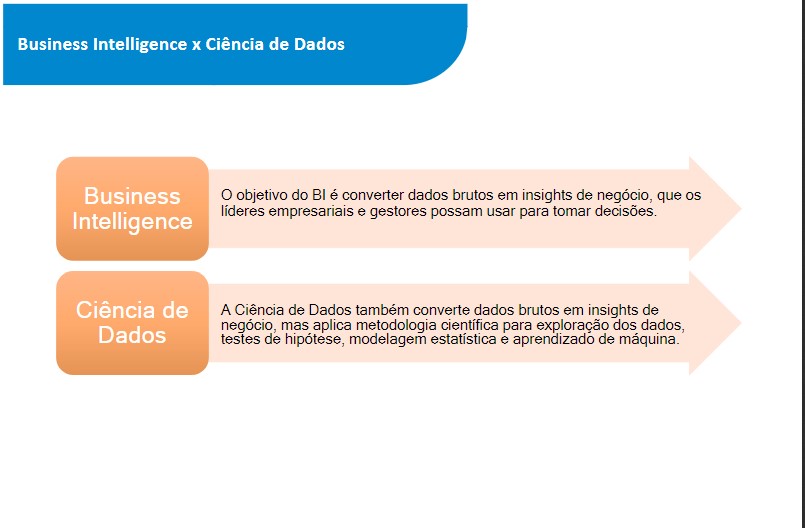 Business Intelligence x Ciência de Dados
Business
Intelligence
O objetivo do BI é converter dados brutos em insights de negócio, que os
líderes empresariais e gestores possam usar para tomar decisões.
Ciência de
Dados
A Ciência de Dados também converte dados brutos em insights de
negócio, mas aplica metodologia científica para exploração dos dados,
testes de hipótese, modelagem estatística e aprendizado de máquina.